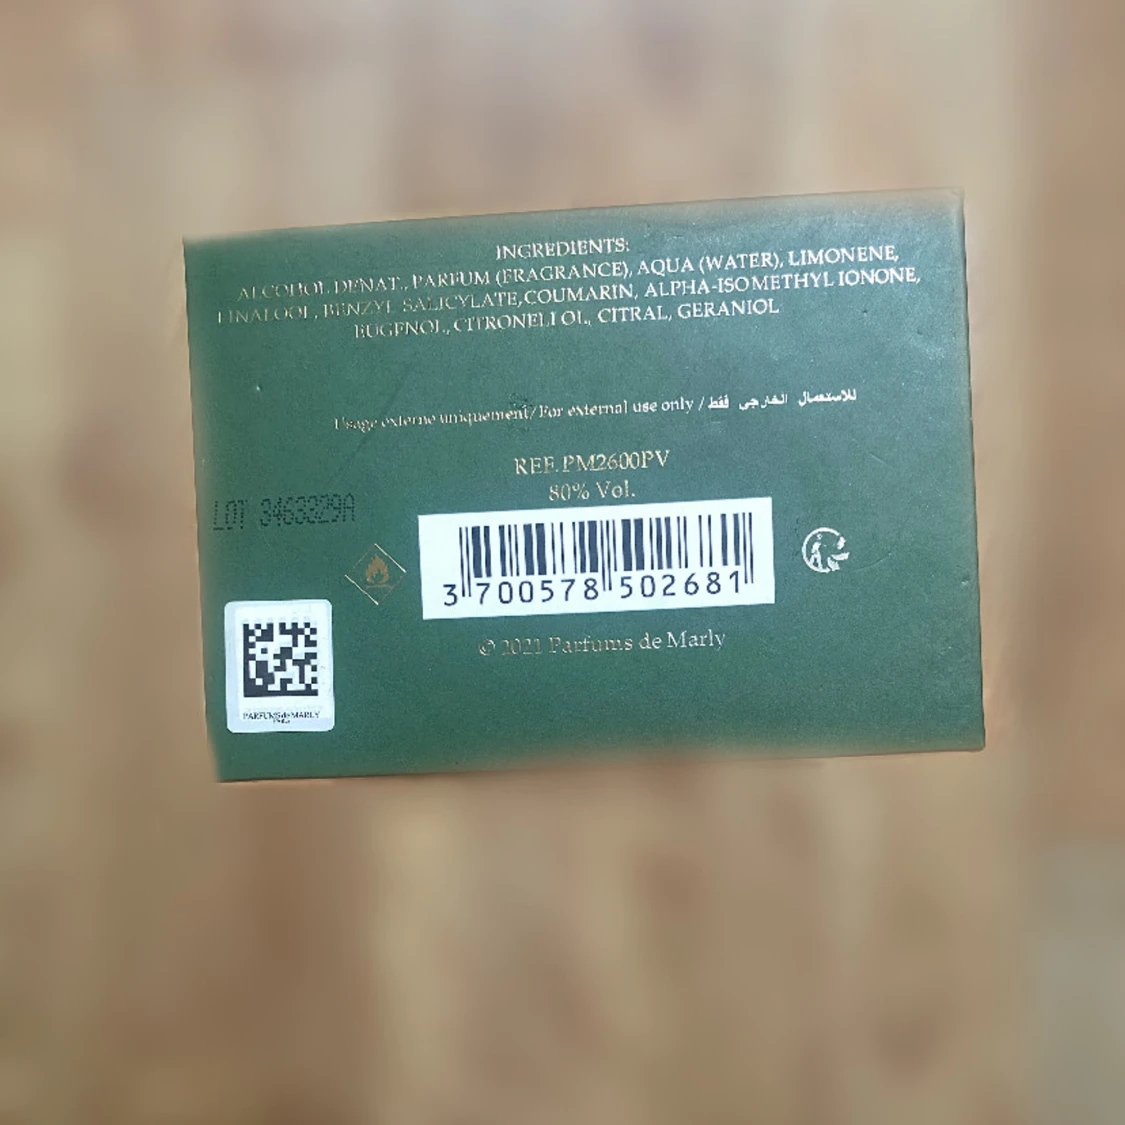 INGREDIENTS:
ALCOHOL DENAT., PARFUM (FRAGRANCE), AQUA (WATER), LIMONENE,
LINALOOL, BENZYL SALICYLATE, COUMARIN, ALPHA-ISOMETHYL IONONE,
EUGENOL, CITRONELLOL, CITRAL, GERANIOL
Usage externe uniquement/For external use only / للاستعمال الخارجي فقط
REF. PM2600PV
80% Vol.
LOT 3463329A
3 700578 502681
© 2021 Parfums de Marly
PARFUMS de MARLY